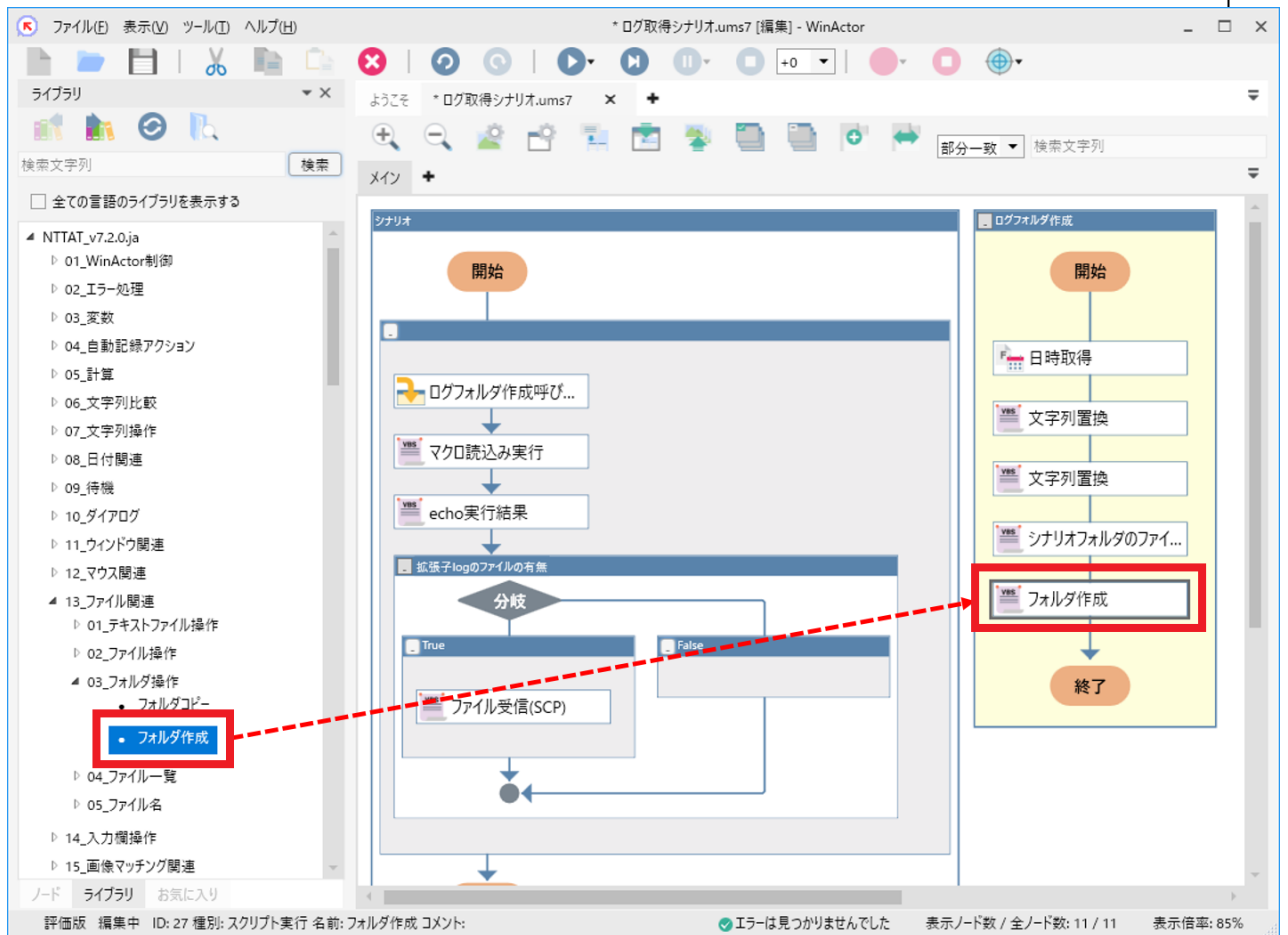 ファイル(F) 表示(V) ツール(T) ヘルプ(H)
* ログ取得シナリオ.ums7 [編集] - WinActor
+0
ライブラリ
検索文字列
検索
全ての言語のライブラリを表示する
NTTAT_v7.2.0.ja
01_WinActor制御
02_エラー処理
03_変数
04_自動記録アクション
05_計算
06_文字列比較
07_文字列操作
08_日付関連
09_待機
10_ダイアログ
11_ウィンドウ関連
12_マウス関連
13_ファイル関連
01_テキストファイル操作
02_ファイル操作
03_フォルダ操作
フォルダコピー
フォルダ作成
04_ファイル一覧
05_ファイル名
14_入力欄操作
15_画像マッチング関連
ノード ライブラリ お気に入り
ようこそ * ログ取得シナリオ.ums7
部分一致 検索文字列
メイン
シナリオ
開始
ログフォルダ作成呼び...
VBS マクロ読込み実行
VBS echo実行結果
拡張子logのファイルの有無
分岐
True
False
VBS ファイル受信(SCP)
ログフォルダ作成
開始
F 日時取得
VBS 文字列置換
VBS 文字列置換
VBS シナリオフォルダのファイ...
VBS フォルダ作成
終了
評価版 編集中 ID: 27 種別: スクリプト実行 名前: フォルダ作成 コメント:
エラーは見つかりませんでした 表示ノード数 / 全ノード数: 11 / 11 表示倍率: 85%